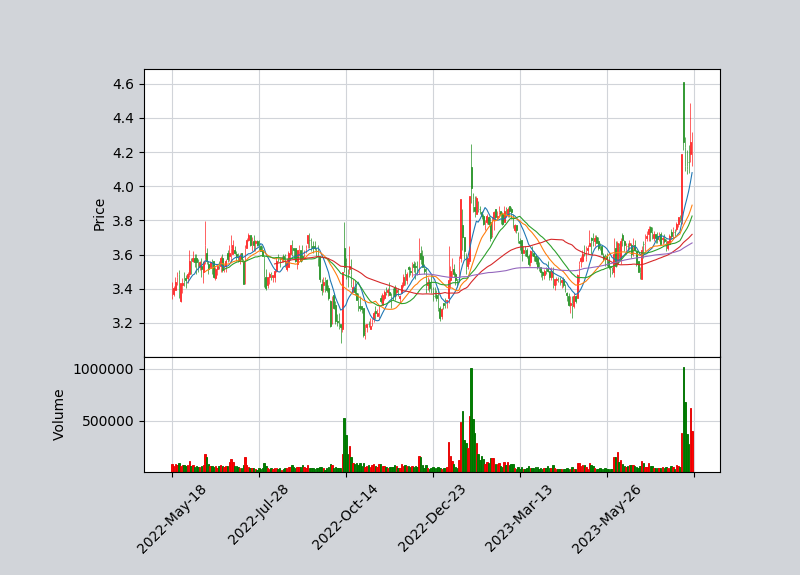 4.6
4.4
4.2
4.0
3.8
3.6
3.4
3.2
Price
1000000
500000
Volume
2022-May-18
2022-Jul-28
2022-Oct-14
2022-Dec-23
2023-Mar-13
2023-May-26